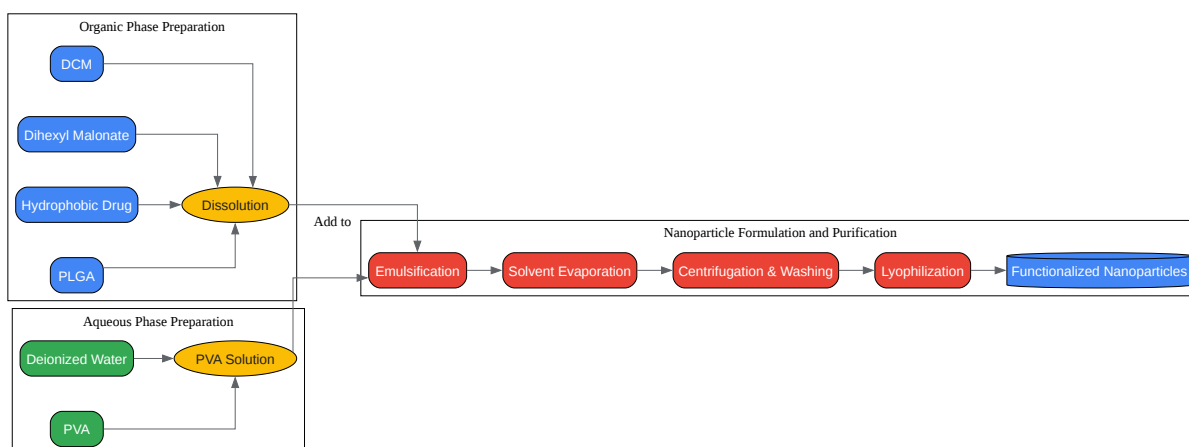 Organic Phase Preparation
DCM
Dihexyl Malonate
Hydrophobic Drug
Dissolution
PLGA
Add to
Nanoparticle Formulation and Purification
Emulsification
Solvent Evaporation
Centrifugation & Washing
Lyophilization
Functionalized Nanoparticles
Aqueous Phase Preparation
Deionized Water
PVA Solution
PVA